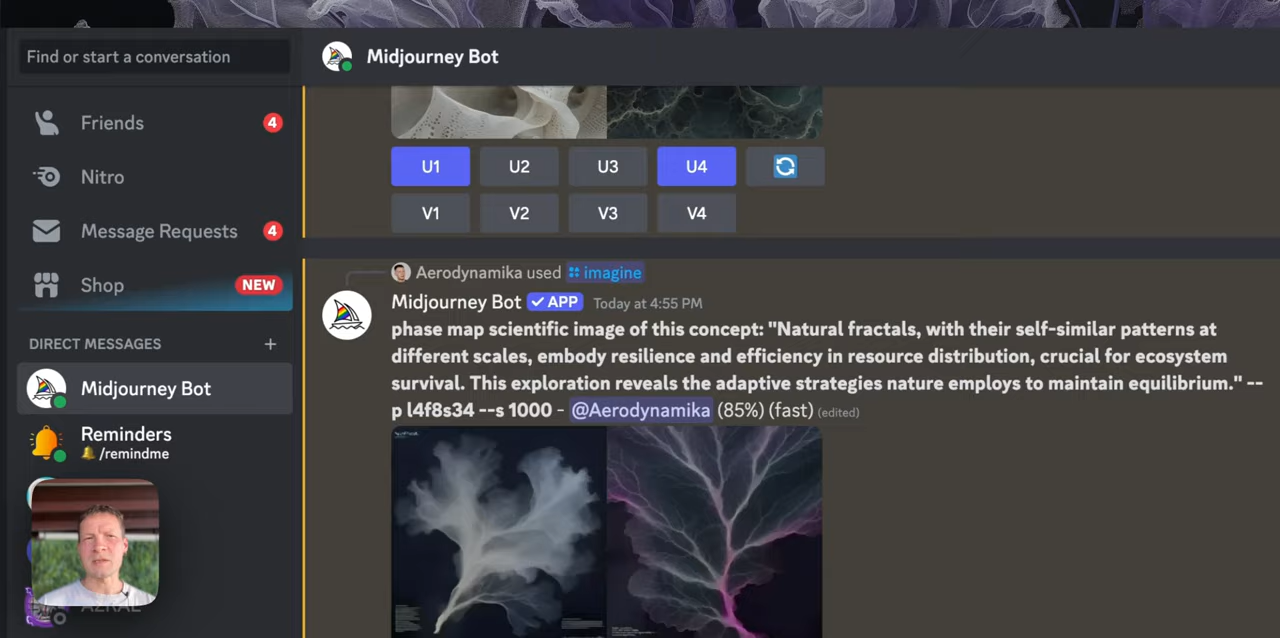 Find or start a conversation
Midjourney Bot
Friends
4
Nitro
Message Requests
4
Shop
NEW
DIRECT MESSAGES
+
Midjourney Bot
Reminders
/remindme
AZRAL
U1
U2
U3
U4
V1
V2
V3
V4
Aerodynamika used imagine
Midjourney Bot ✓ APP Today at 4:55 PM
phase map scientific image of this concept: "Natural fractals, with their self-similar patterns at
different scales, embody resilience and efficiency in resource distribution, crucial for ecosystem
survival. This exploration reveals the adaptive strategies nature employs to maintain equilibrium." --
p l4f8s34 --s 1000 - @Aerodynamika (85%) (fast) (edited)